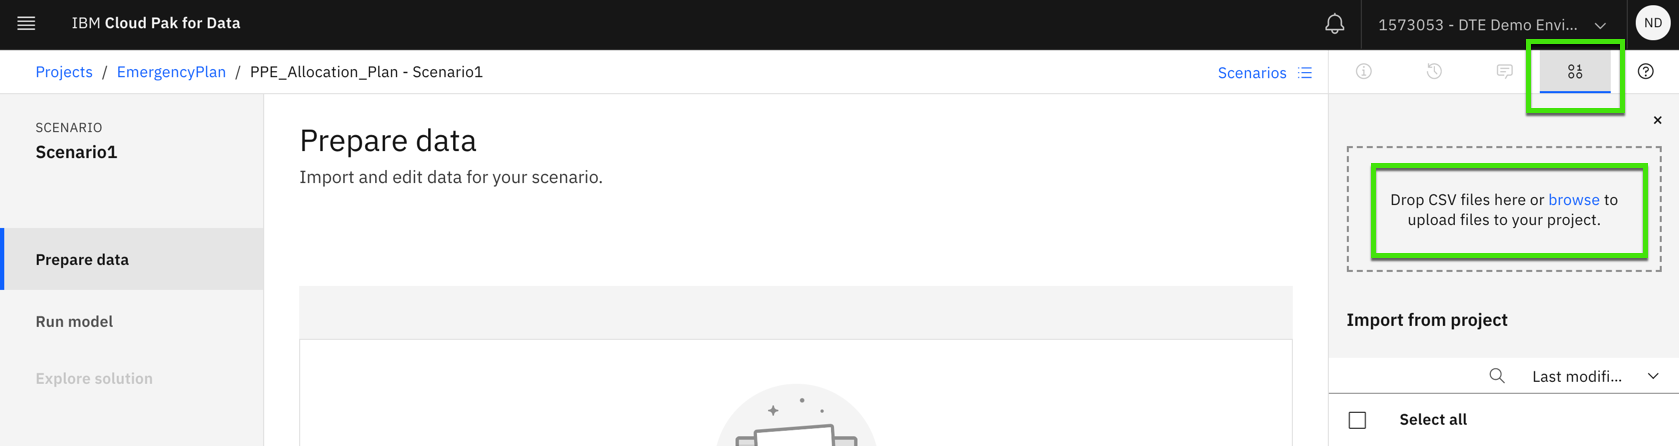 IBM Cloud Pak for Data
1573053 - DTE Demo Envi...
ND
Projects / EmergencyPlan / PPE_Allocation_Plan - Scenario1
Scenarios
SCENARIO
Scenario1
Prepare data
Run model
Explore solution
Prepare data
Import and edit data for your scenario.
Drop CSV files here or browse to
upload files to your project.
Import from project
Last modifi...
Select all